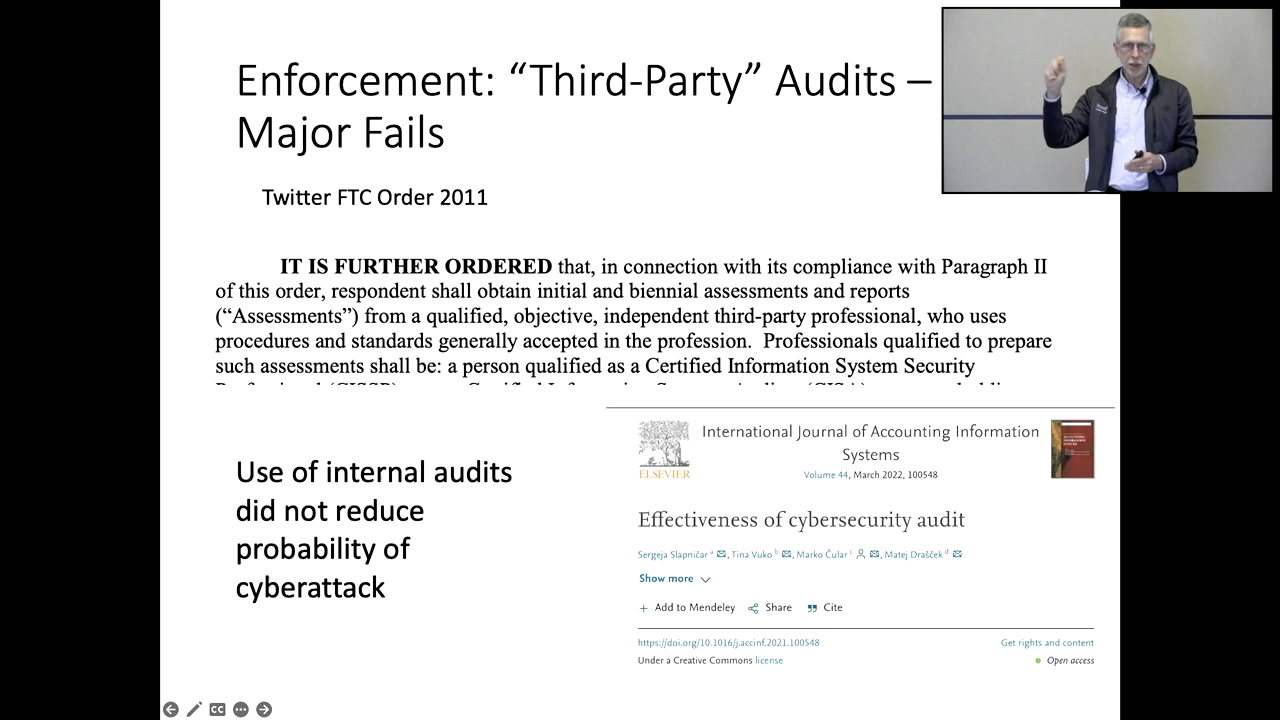 Enforcement: “Third-Party” Audits –
Major Fails
Twitter FTC Order 2011
IT IS FURTHER ORDERED that, in connection with its compliance with Paragraph II
of this order, respondent shall obtain initial and biennial assessments and reports
(“Assessments”) from a qualified, objective, independent third-party professional, who uses
procedures and standards generally accepted in the profession. Professionals qualified to prepare
such assessments shall be: a person qualified as a Certified Information System Security
Use of internal audits
did not reduce
probability of
cyberattack
ELSEVIER
International Journal of Accounting Information
Systems
Volume 44, March 2022, 100548
Effectiveness of cybersecurity audit
Sergeja Slapničar a, Tina Vuko b, Marko Čular c, Matej Drašček d
Show more
+ Add to Mendeley Share Cite
https://doi.org/10.1016/j.accinf.2021.100548
Get rights and content
Under a Creative Commons license
Open access
CC